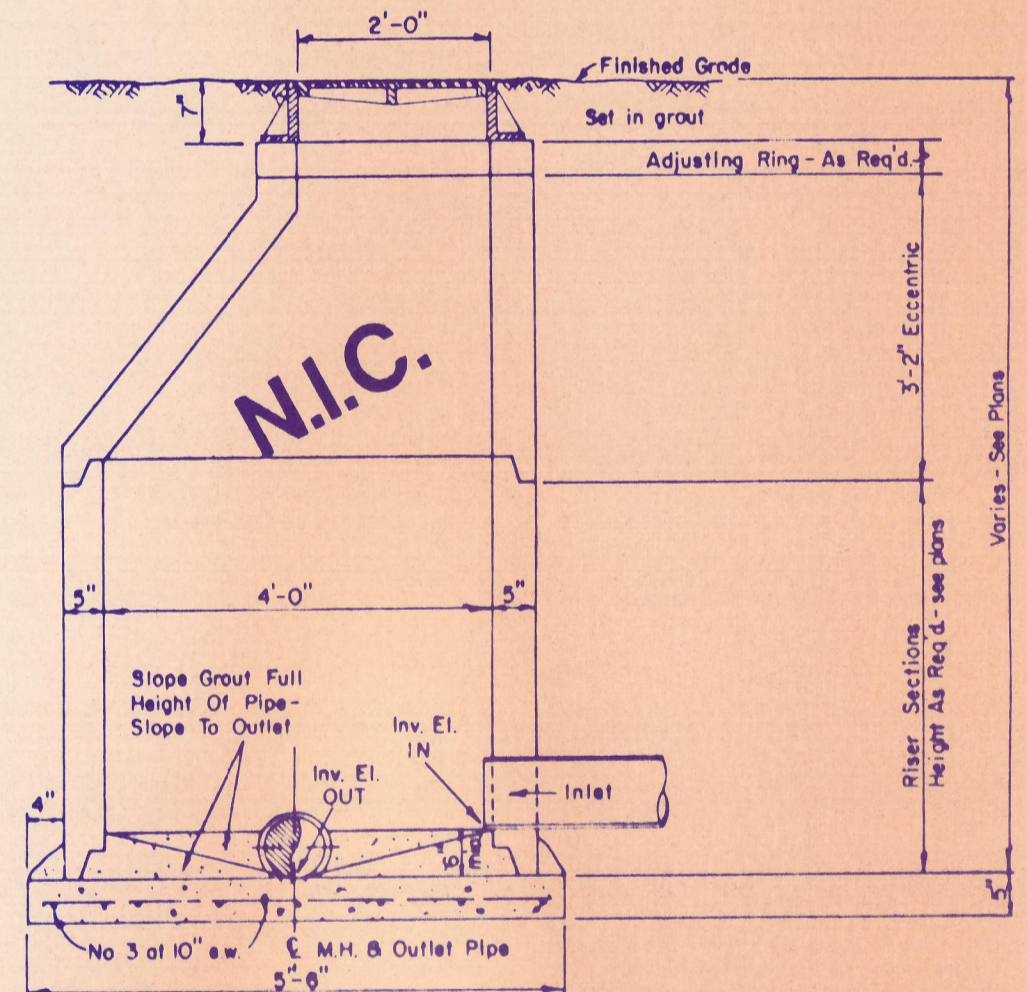 2'-0"
Finished Grade
7"
Set in grout
Adjusting Ring - As Req'd.
3'-2" Eccentric
N.I.C.
Varies - See Plans
5"
4'-0"
5"
Riser Sections
Height As Req'd - see plans
Slope Grout Full
Height Of Pipe-
Slope To Outlet
Inv. El.
IN
Inv. El.
OUT
Inlet
4"
6"
max.
5"
No 3 at 10" e.w.
℄ M.H. & Outlet Pipe
5'-6"